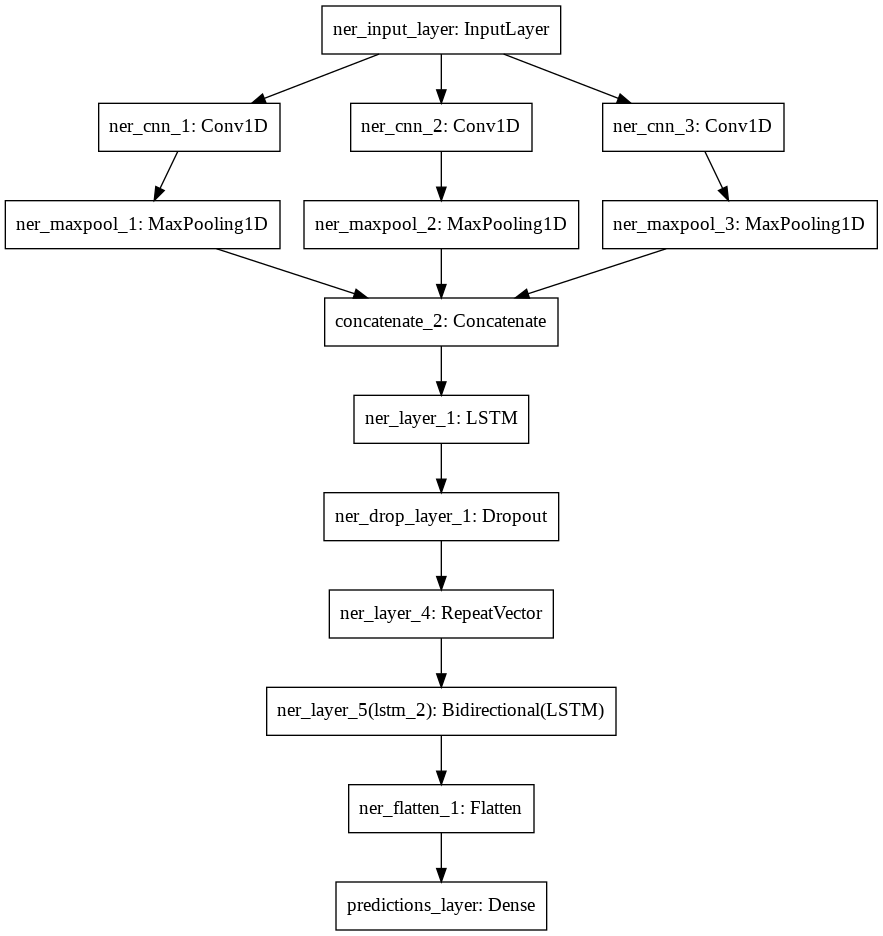 ner_input_layer: InputLayer
ner_cnn_1: Conv1D
ner_cnn_2: Conv1D
ner_cnn_3: Conv1D
ner_maxpool_1: MaxPooling1D
ner_maxpool_2: MaxPooling1D
ner_maxpool_3: MaxPooling1D
concatenate_2: Concatenate
ner_layer_1: LSTM
ner_drop_layer_1: Dropout
ner_layer_4: RepeatVector
ner_layer_5(lstm_2): Bidirectional(LSTM)
ner_flatten_1: Flatten
predictions_layer: Dense